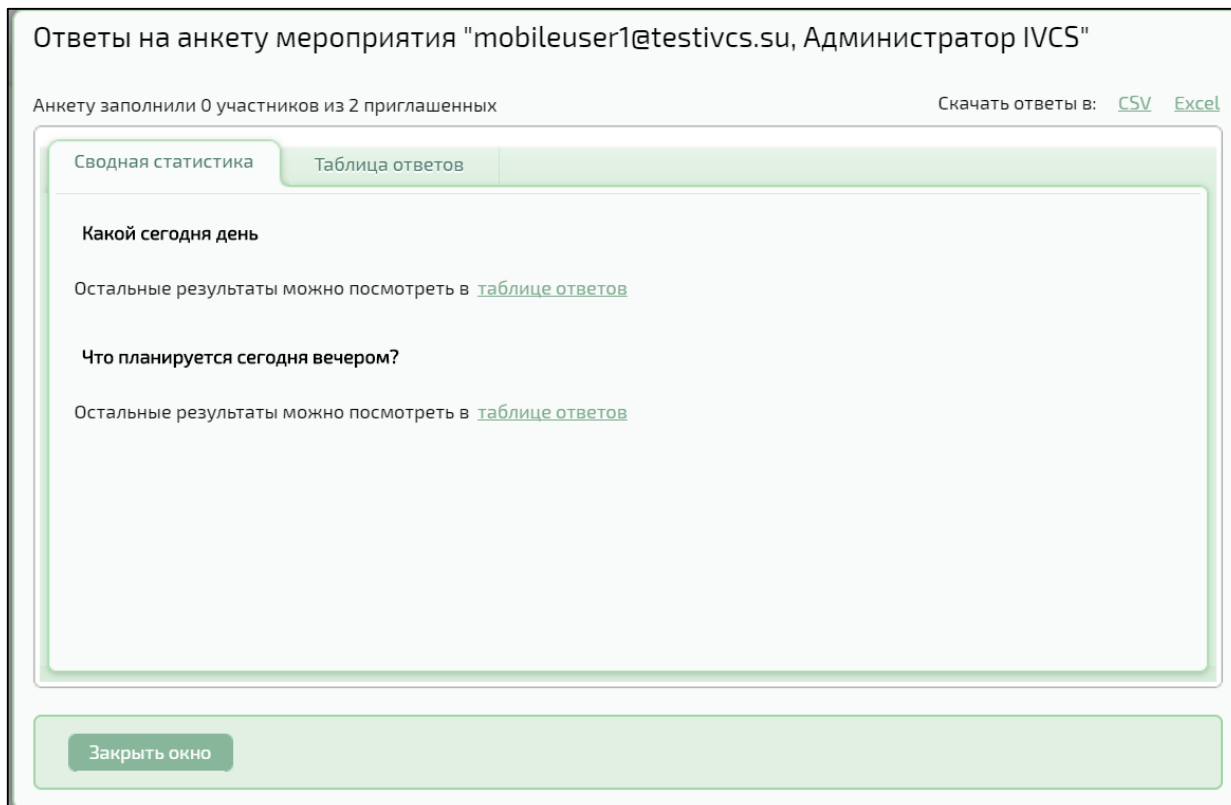 Ответы на анкету мероприятия "mobileuser1@testivcs.su, Администратор IVCS"
Анкету заполнили 0 участников из 2 приглашенных
Скачать ответы в: CSV Excel
Сводная статистика
Таблица ответов
Какой сегодня день
Остальные результаты можно посмотреть в таблице ответов
Что планируется сегодня вечером?
Остальные результаты можно посмотреть в таблице ответов
Закрыть окно